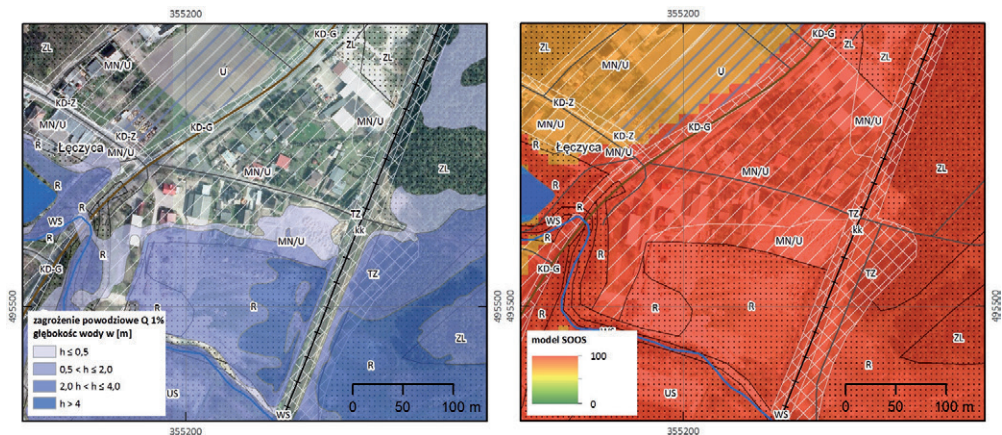 355200
ZL
KD-G
ZL
ZL
MN/U
U
KD-Z
MN/U
KD-G
MN/U
R
KD-Z
Łęczyca
MN/U
MN/U
ZL
R
R
TZ
WS
kk
R
R
MN/U
TZ
KD-G
495500
R
R
495500
zagrożenie powodziowe Q 1%
głębokość wody w [m]
h ≤ 0,5
0,5 < h ≤ 2,0
2,0 h < h ≤ 4,0
h > 4
ZL
R
US
WS
0 50 100 m
355200
355200
ZL
KD-G
ZL
ZL
MN/U
U
KD-Z
MN/U
KD-G
MN/U
R
KD-Z
Łęczyca
MN/U
MN/U
ZL
R
R
TZ
WS
kk
R
R
MN/U
TZ
KD-G
R
R
495500
WS
model SOOS
100
0
ZL
R
US
WS
0 50 100 m
355200